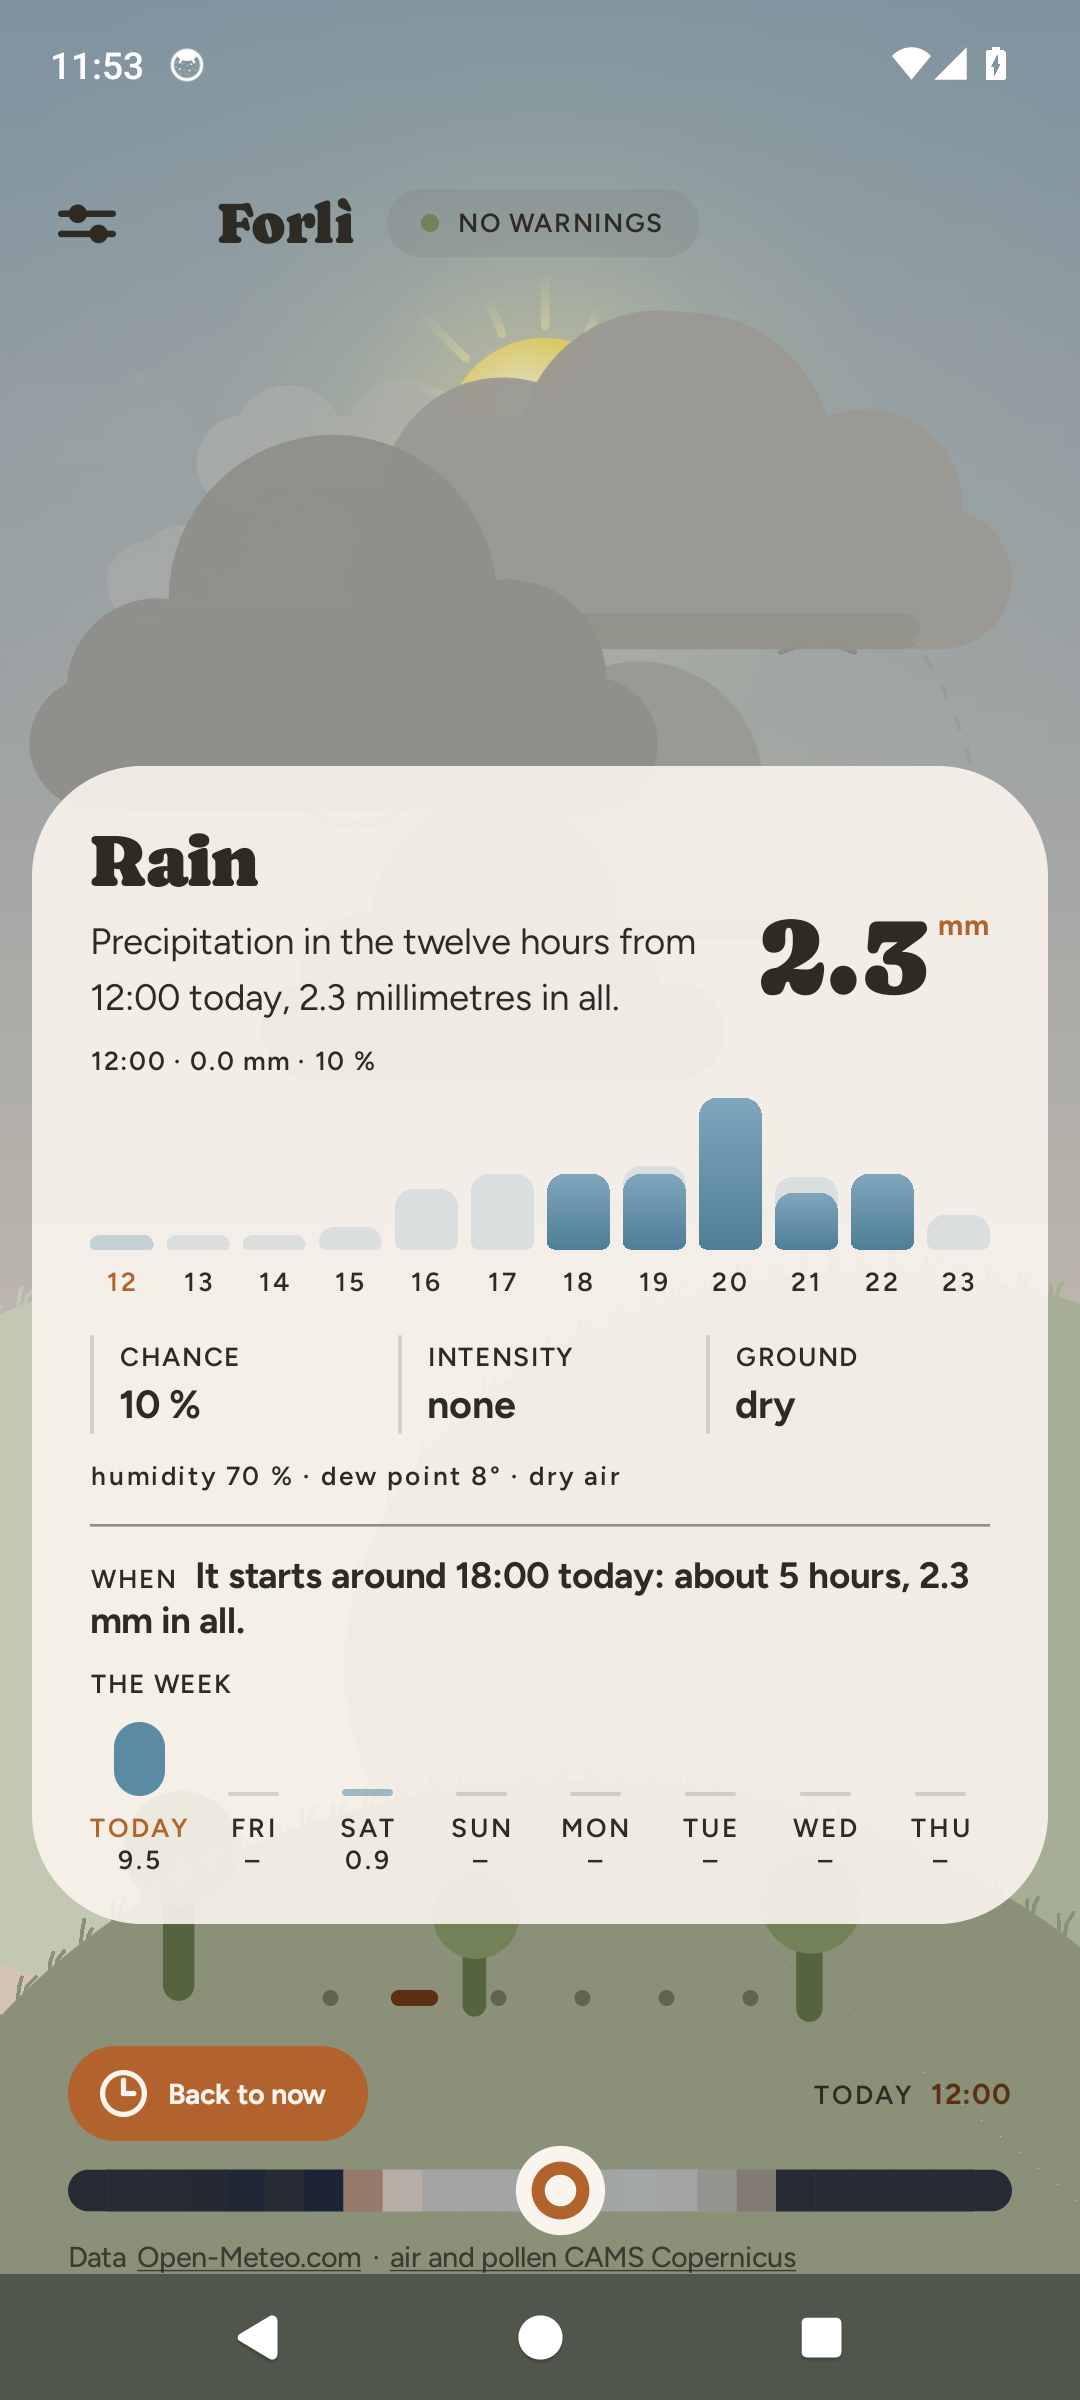 11:53
Forlì
NO WARNINGS
Rain
Precipitation in the twelve hours from
12:00 today, 2.3 millimetres in all.
2.3 mm
12:00 · 0.0 mm · 10 %
12 13 14 15 16 17 18 19 20 21 22 23
CHANCE INTENSITY GROUND
10 % none dry
humidity 70 % · dew point 8° · dry air
WHEN It starts around 18:00 today: about 5 hours, 2.3
mm in all.
THE WEEK
TODAY FRI SAT SUN MON TUE WED THU
9.5 – 0.9 – – – – –
Back to now
TODAY 12:00
Data Open-Meteo.com · air and pollen CAMS Copernicus